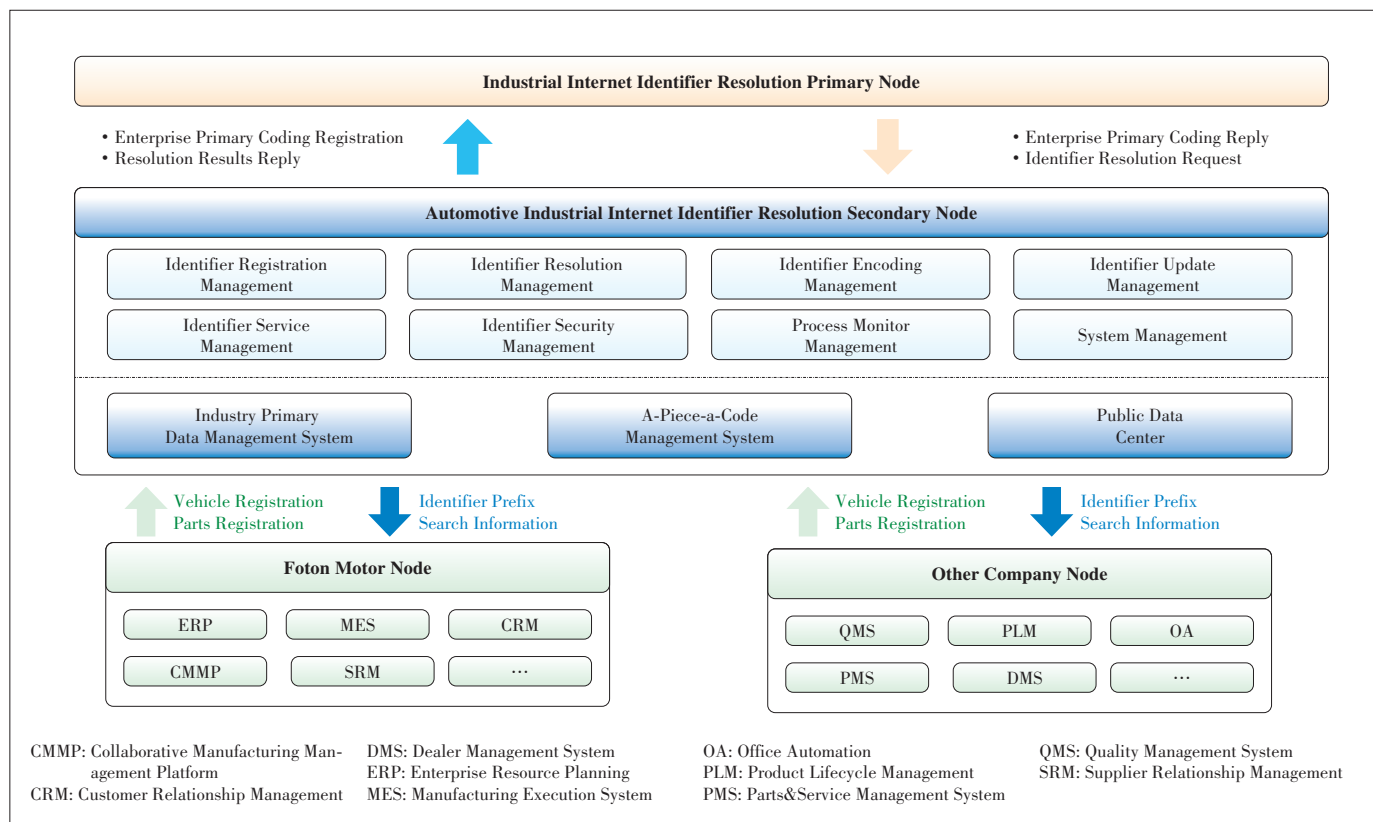 Industrial Internet Identifier Resolution Primary Node
• Enterprise Primary Coding Registration
• Resolution Results Reply
• Enterprise Primary Coding Reply
• Identifier Resolution Request
Automotive Industrial Internet Identifier Resolution Secondary Node
Identifier Registration
Management
Identifier Resolution
Management
Identifier Encoding
Management
Identifier Update
Management
Identifier Service
Management
Identifier Security
Management
Process Monitor
Management
System Management
Industry Primary
Data Management System
A-Piece-a-Code
Management System
Public Data
Center
Vehicle Registration
Parts Registration
Identifier Prefix
Search Information
Vehicle Registration
Parts Registration
Identifier Prefix
Search Information
Foton Motor Node
ERP
MES
CRM
CMMP
SRM
…
Other Company Node
QMS
PLM
OA
PMS
DMS
…
CMMP: Collaborative Manufacturing Man-
agement Platform
CRM: Customer Relationship Management
DMS: Dealer Management System
ERP: Enterprise Resource Planning
MES: Manufacturing Execution System
OA: Office Automation
PLM: Product Lifecycle Management
PMS: Parts&Service Management System
QMS: Quality Management System
SRM: Supplier Relationship Management